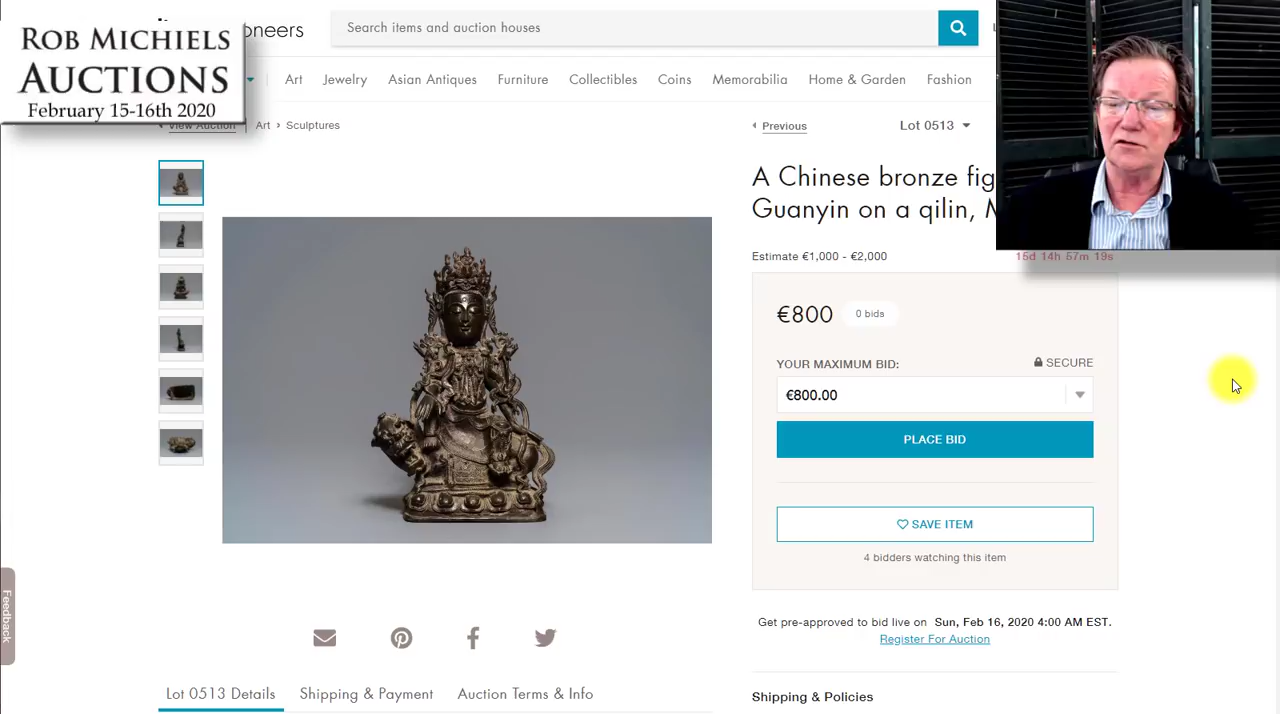 ROB MICHIELS
AUCTIONS
February 15-16th 2020
oneers
Search items and auction houses
Art
Jewelry
Asian Antiques
Furniture
Collectibles
Coins
Memorabilia
Home & Garden
Fashion
View Auction
Art › Sculptures
Previous
Lot 0513
A Chinese bronze fig
Guanyin on a qilin, M
Estimate €1,000 - €2,000
15d 14h 57m 19s
€800
0 bids
YOUR MAXIMUM BID:
SECURE
€800.00
PLACE BID
SAVE ITEM
4 bidders watching this item
Get pre-approved to bid live on Sun, Feb 16, 2020 4:00 AM EST.
Register For Auction
Feedback
Lot 0513 Details
Shipping & Payment
Auction Terms & Info
Shipping & Policies